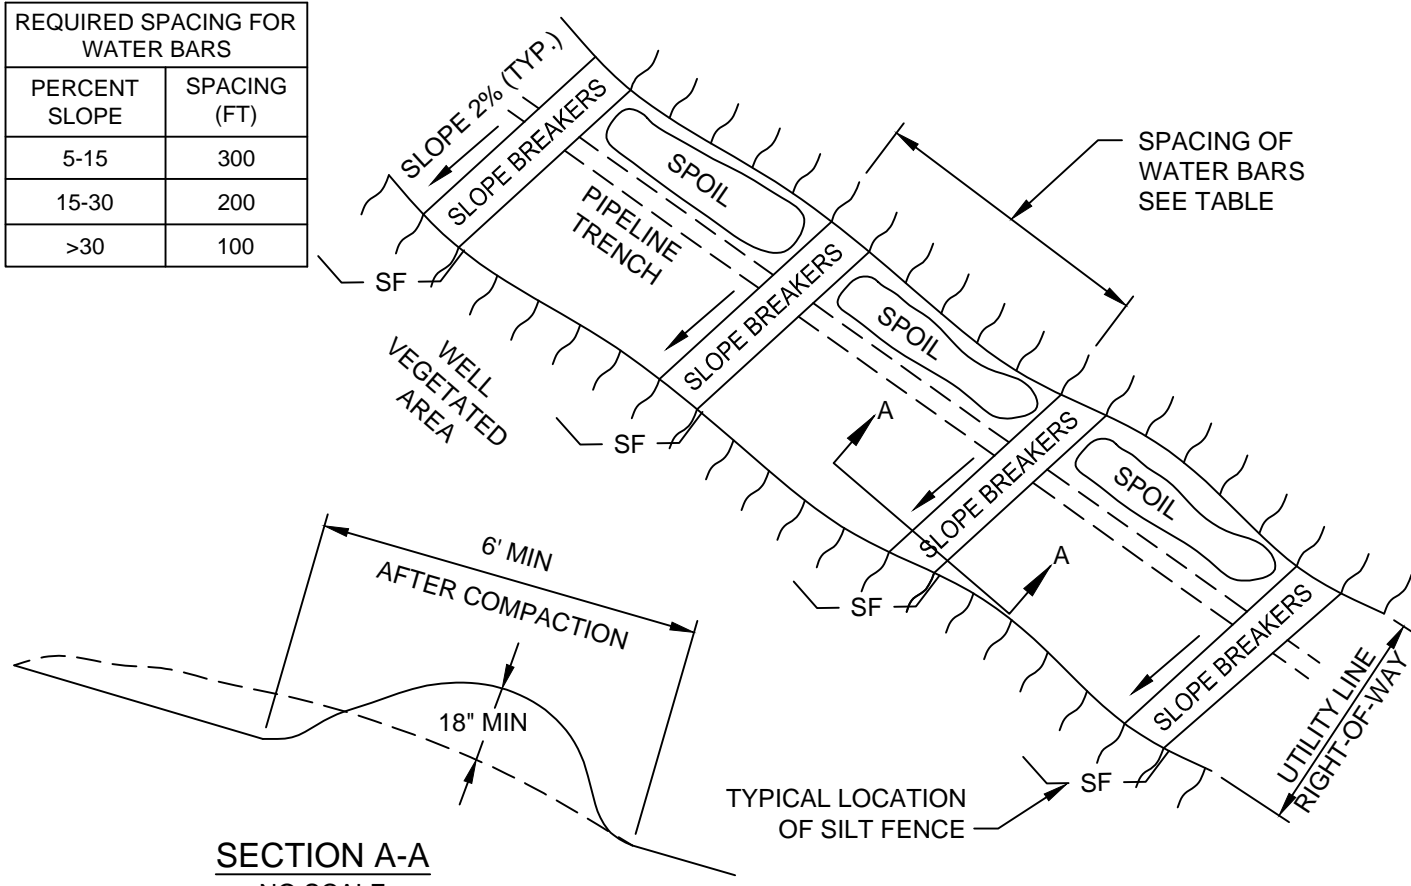 REQUIRED SPACING FOR
WATER BARS
PERCENT
SLOPE
SPACING
(FT)
5-15
300
15-30
200
>30
100
SLOPE 2% (TYP.)
SLOPE BREAKERS
SPOIL
PIPELINE
TRENCH
SF
WELL
VEGETATED
AREA
SPACING OF
WATER BARS
SEE TABLE
SLOPE BREAKERS
SPOIL
SF
A
SLOPE BREAKERS
SPOIL
A
SF
SLOPE BREAKERS
UTILITY LINE
RIGHT-OF-WAY
SF
TYPICAL LOCATION
OF SILT FENCE
6' MIN
AFTER COMPACTION
18" MIN
SECTION A-A
NO SCALE